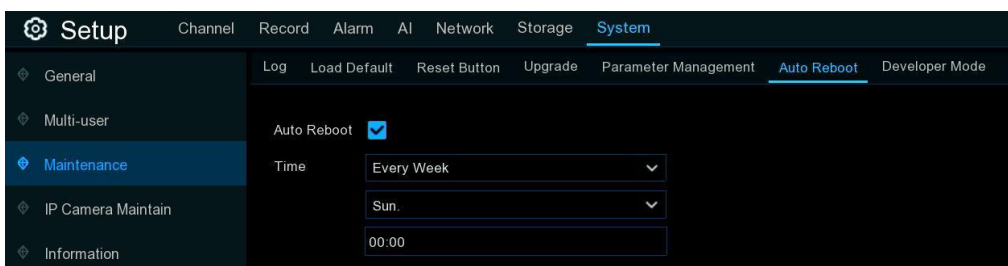 Setup Channel Record Alarm AI Network Storage System
General
Log Load Default Reset Button Upgrade Parameter Management Auto Reboot Developer Mode
Multi-user
Auto Reboot
Maintenance
Time Every Week
IP Camera Maintain
Sun.
Information
00:00